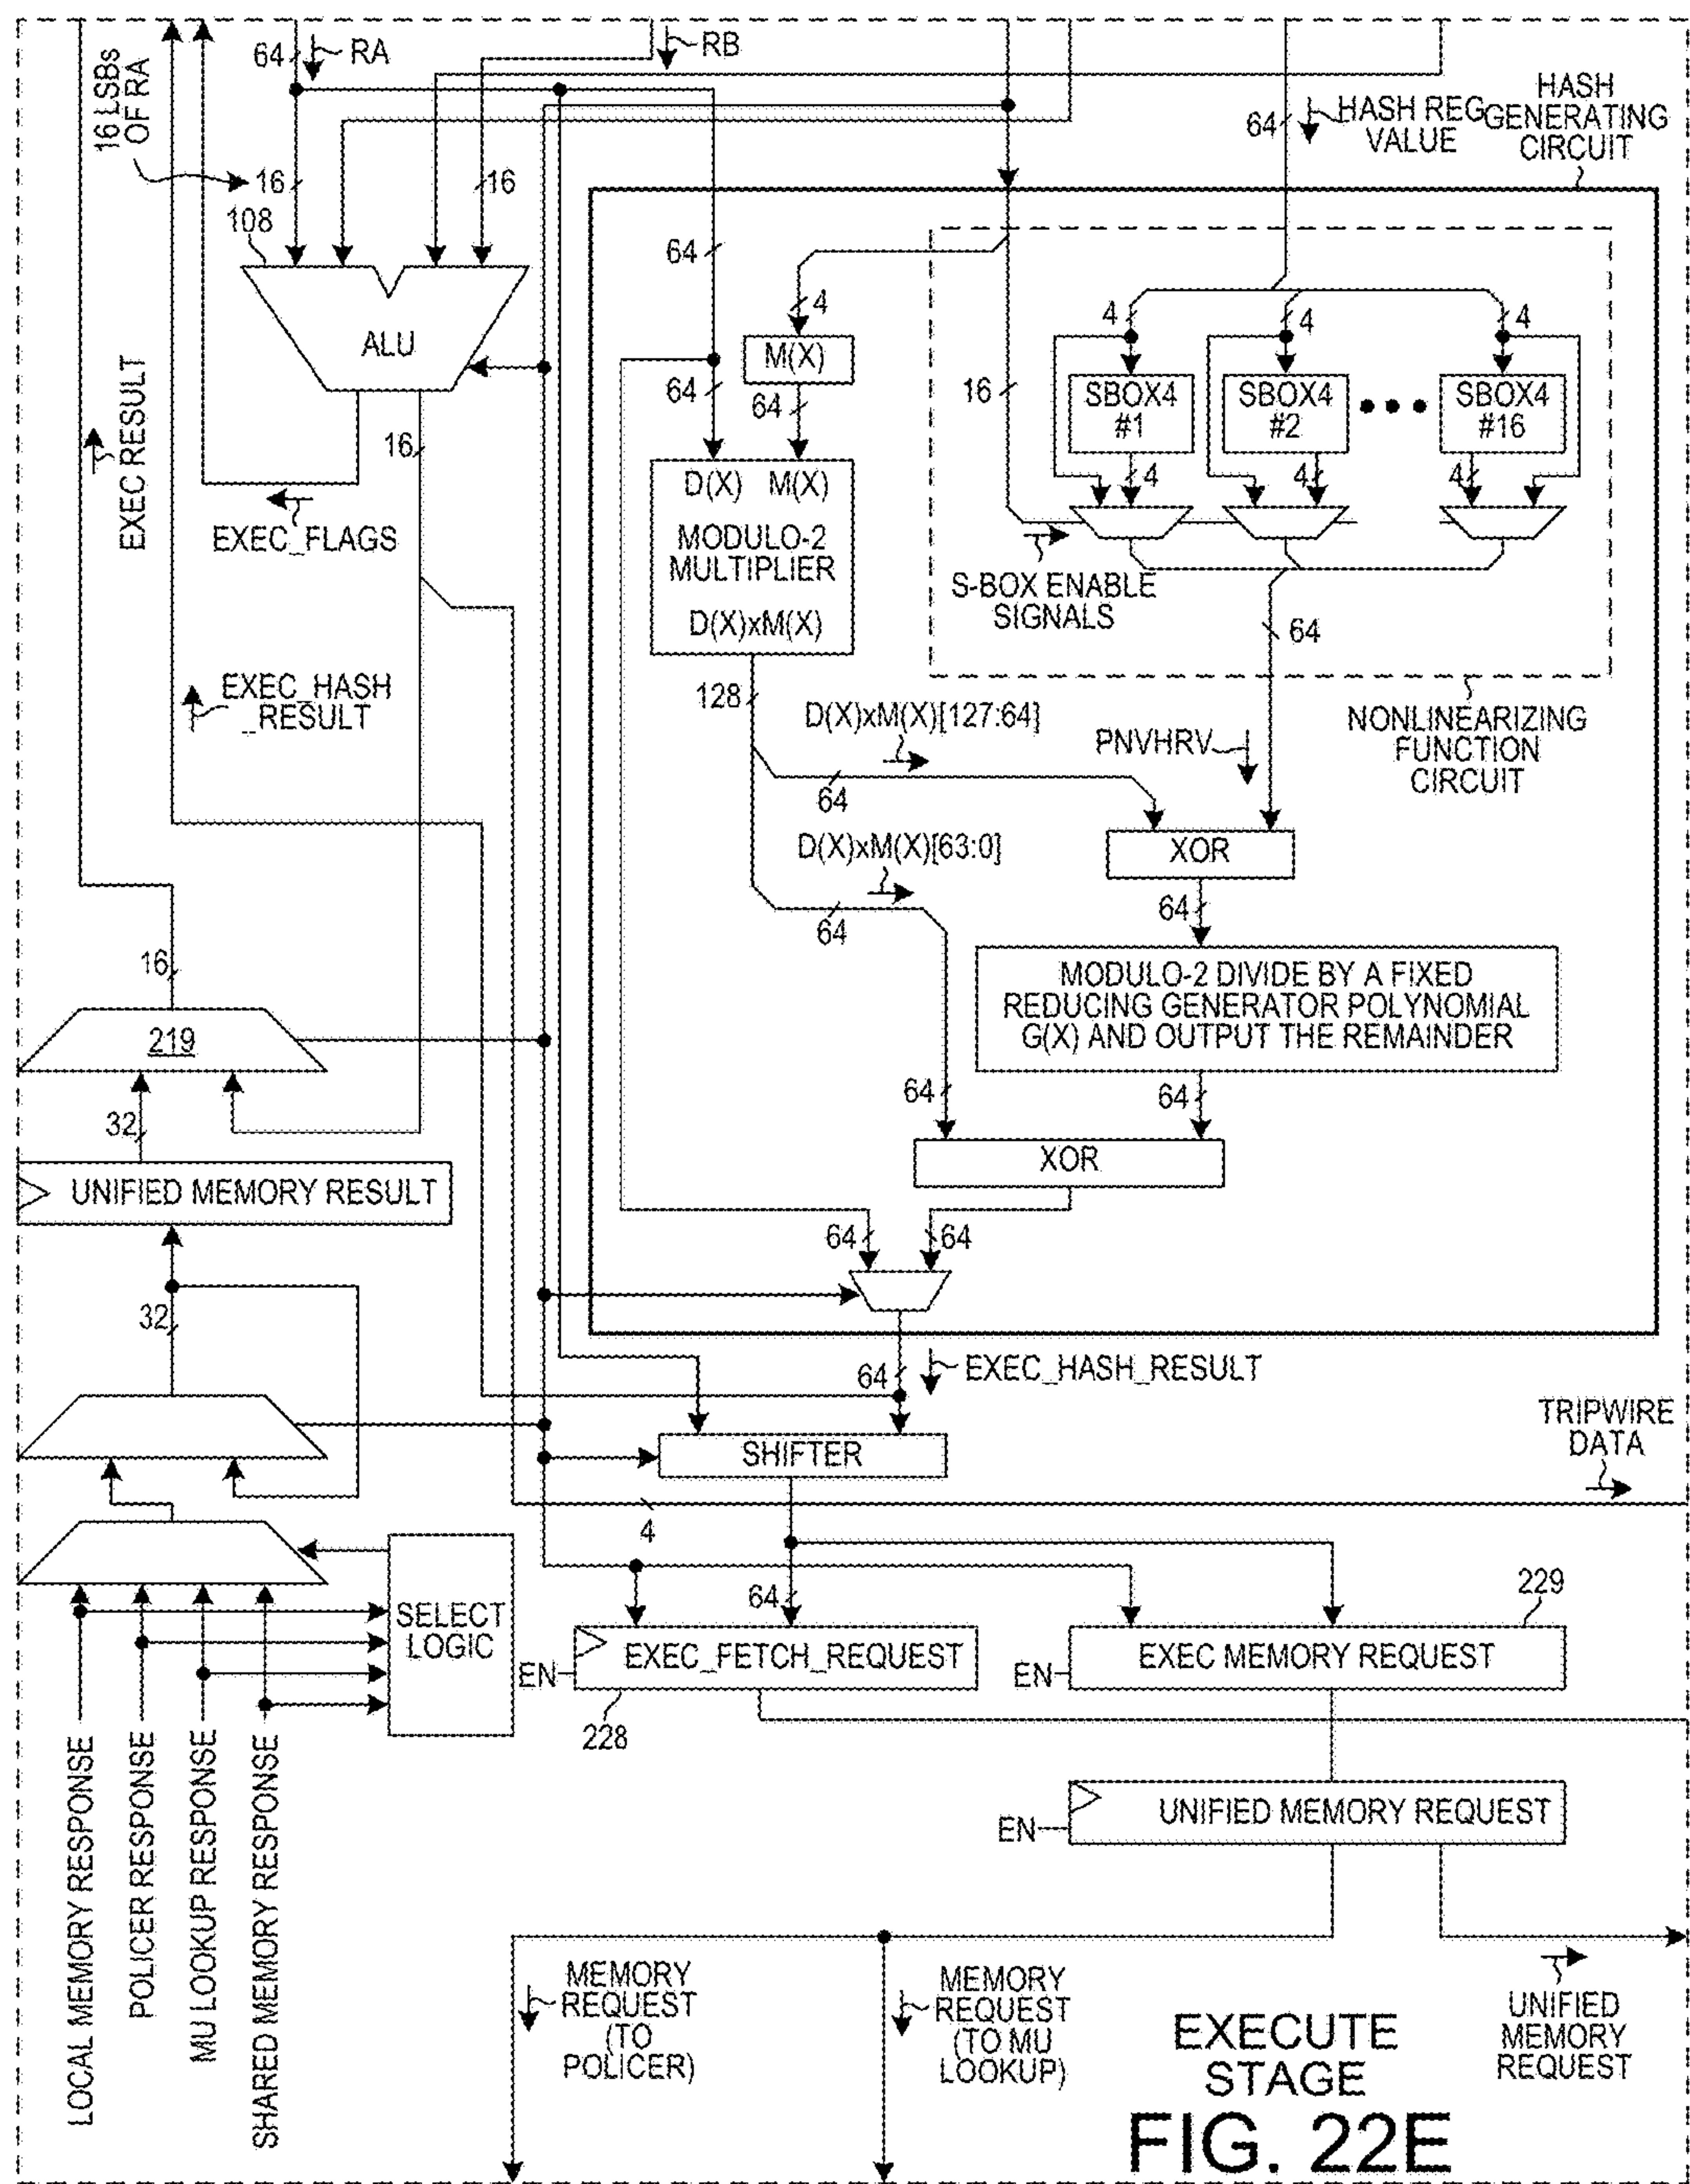 64
RA
RB
16 LSBs
OF RA
16
16
108
64
HASH REG
VALUE
HASH
GENERATING
CIRCUIT
ALU
EXEC RESULT
16
EXEC_FLAGS
EXEC_HASH
_RESULT
64
4
M(X)
64
64
D(X) M(X)
MODULO-2
MULTIPLIER
D(X)xM(X)
128
16
4
4
4
SBOX4
#1
SBOX4
#2
SBOX4
#16
4
4
4
S-BOX ENABLE
SIGNALS
64
NONLINEARIZING
FUNCTION
CIRCUIT
D(X)xM(X)[127:64]
64
PNVHRV
D(X)xM(X)[63:0]
64
XOR
64
MODULO-2 DIVIDE BY A FIXED
REDUCING GENERATOR POLYNOMIAL
G(X) AND OUTPUT THE REMAINDER
64
64
XOR
64
64
64
EXEC_HASH_RESULT
16
219
32
UNIFIED MEMORY RESULT
32
SHIFTER
TRIPWIRE
DATA
4
SELECT
LOGIC
64
EXEC_FETCH_REQUEST
EN
228
229
EXEC MEMORY REQUEST
EN
LOCAL MEMORY RESPONSE
POLICER RESPONSE
MU LOOKUP RESPONSE
SHARED MEMORY RESPONSE
UNIFIED MEMORY REQUEST
EN
MEMORY
REQUEST
(TO
POLICER)
MEMORY
REQUEST
(TO MU
LOOKUP)
UNIFIED
MEMORY
REQUEST
EXECUTE
STAGE
FIG. 22E